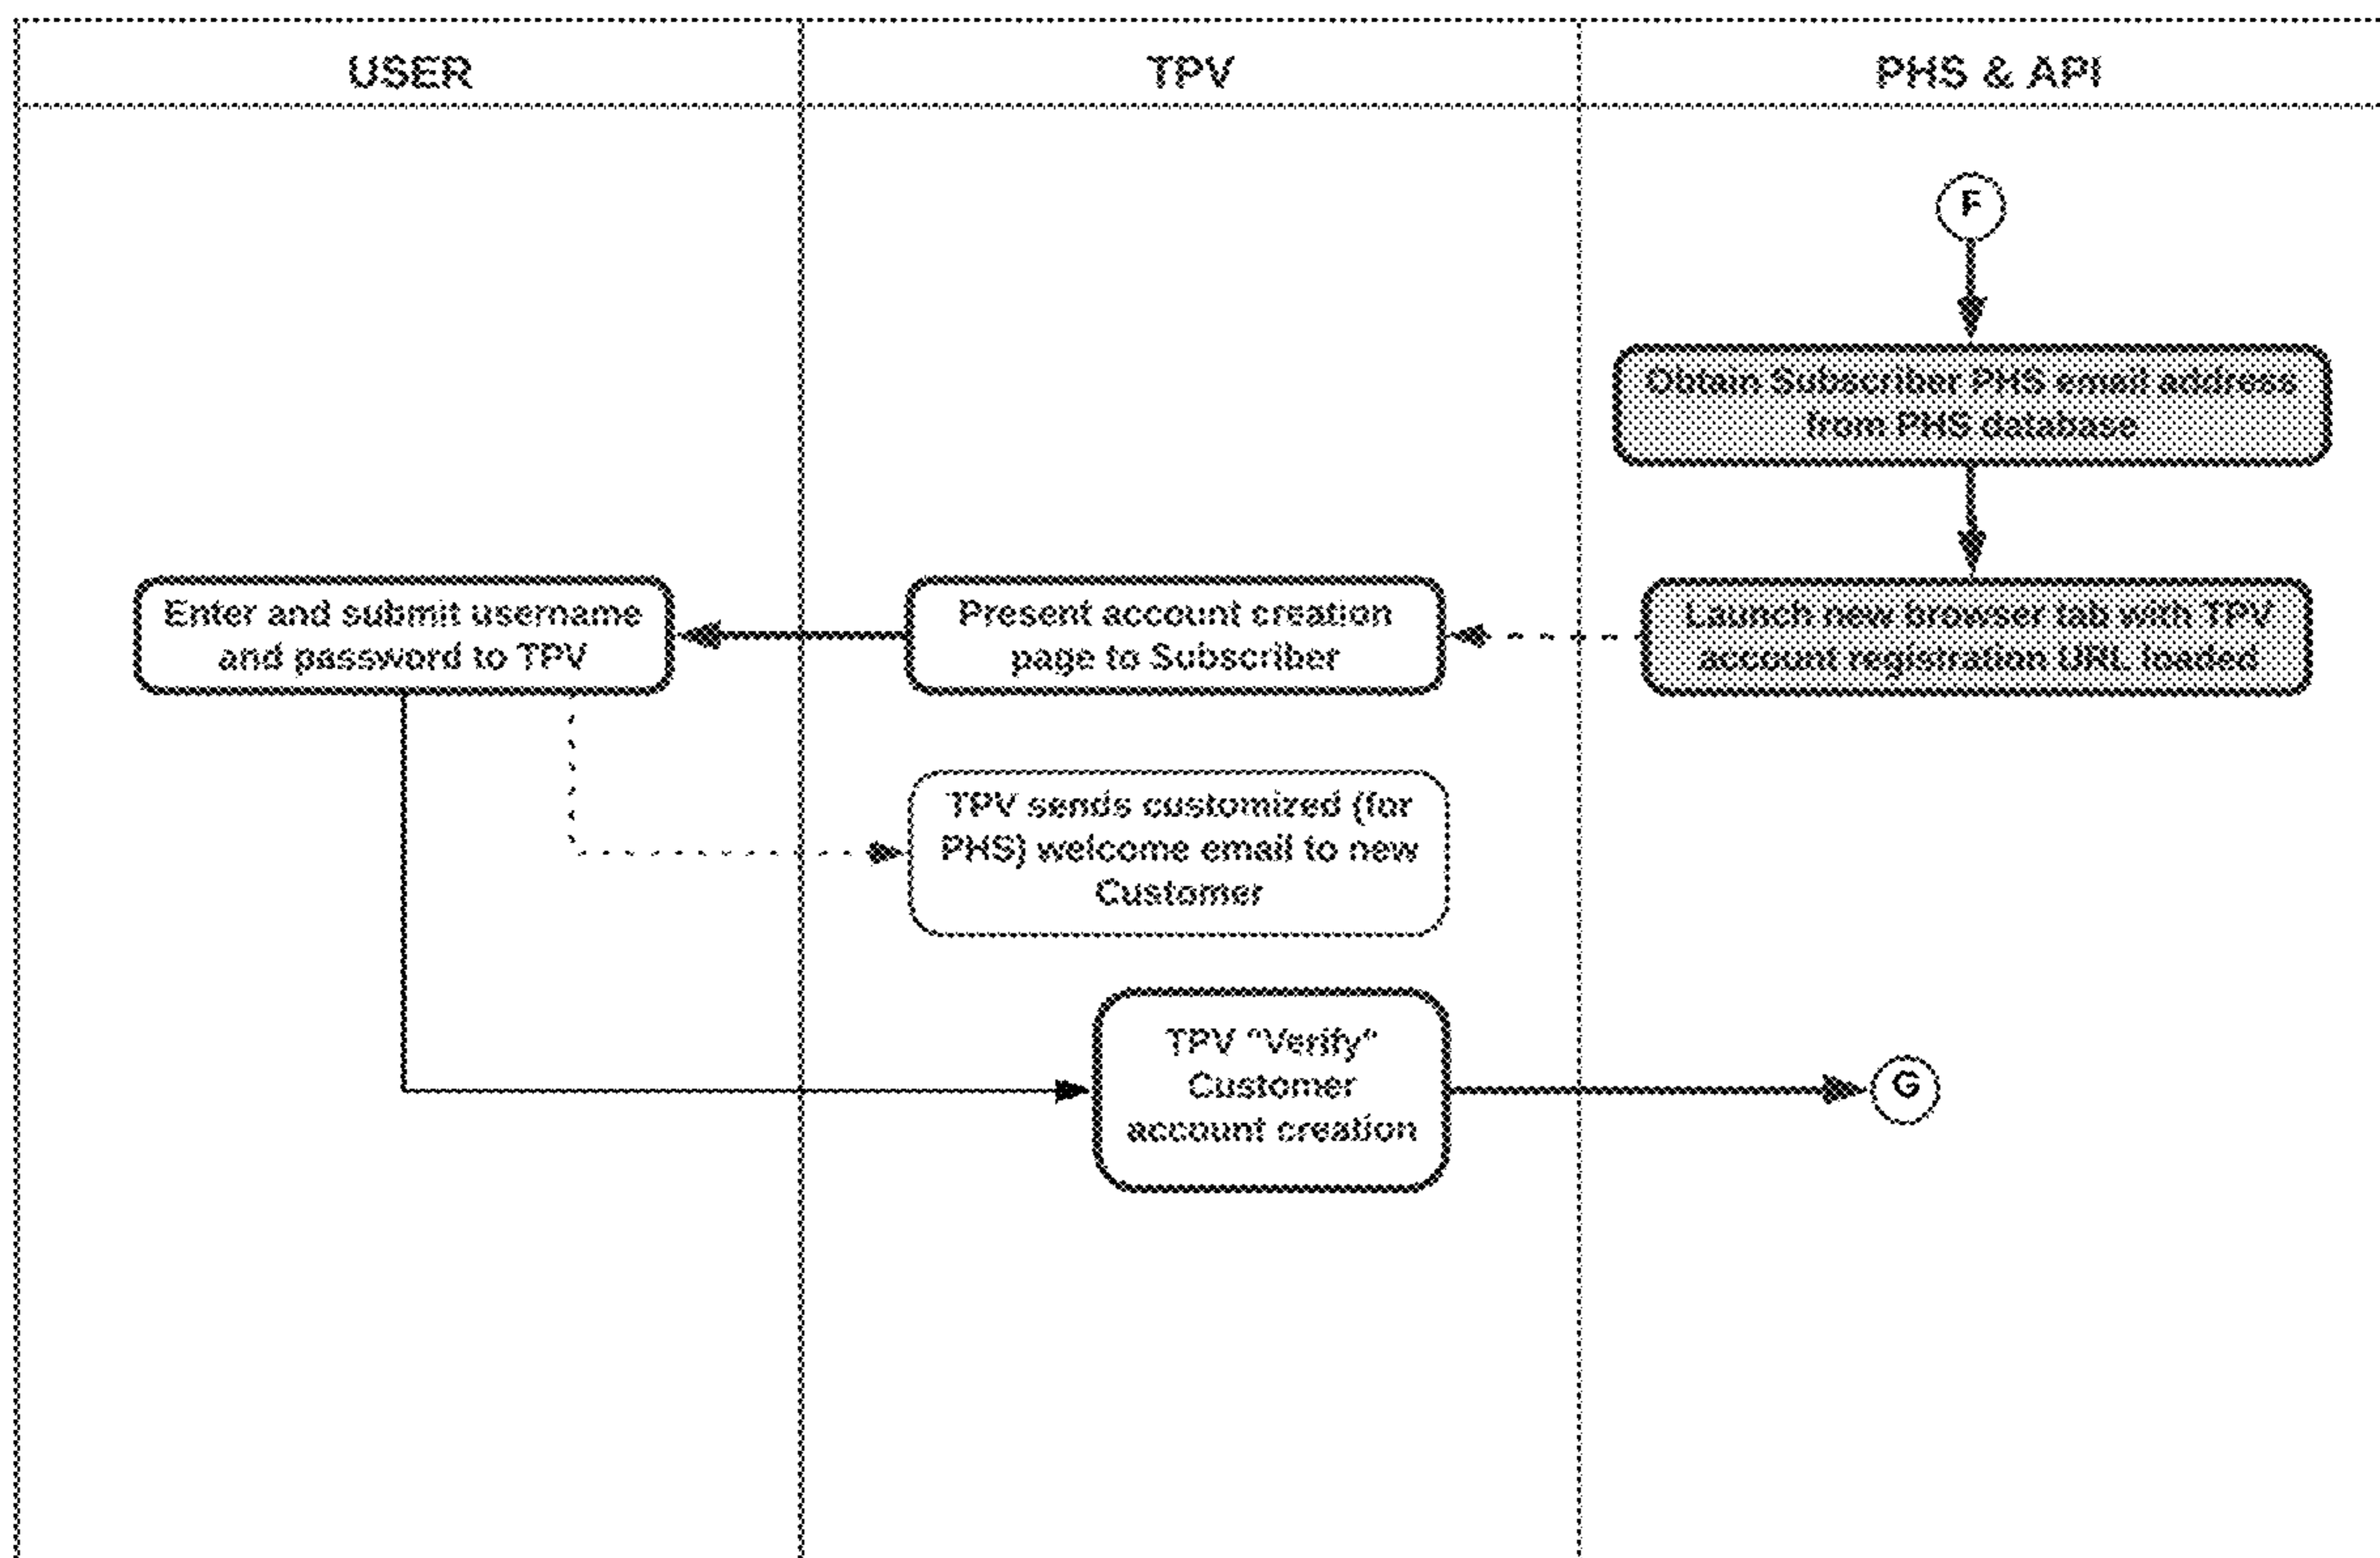 USER
TPV
PHS & API
F
Obtain Subscriber PHS email address
from PHS database
Enter and submit username
and password to TPV
Present account creation
page to Subscriber
Launch new browser tab with TPV
account registration URL loaded
TPV sends customized (for
PHS) welcome email to new
Customer
TPV "Verify"
Customer
account creation
G